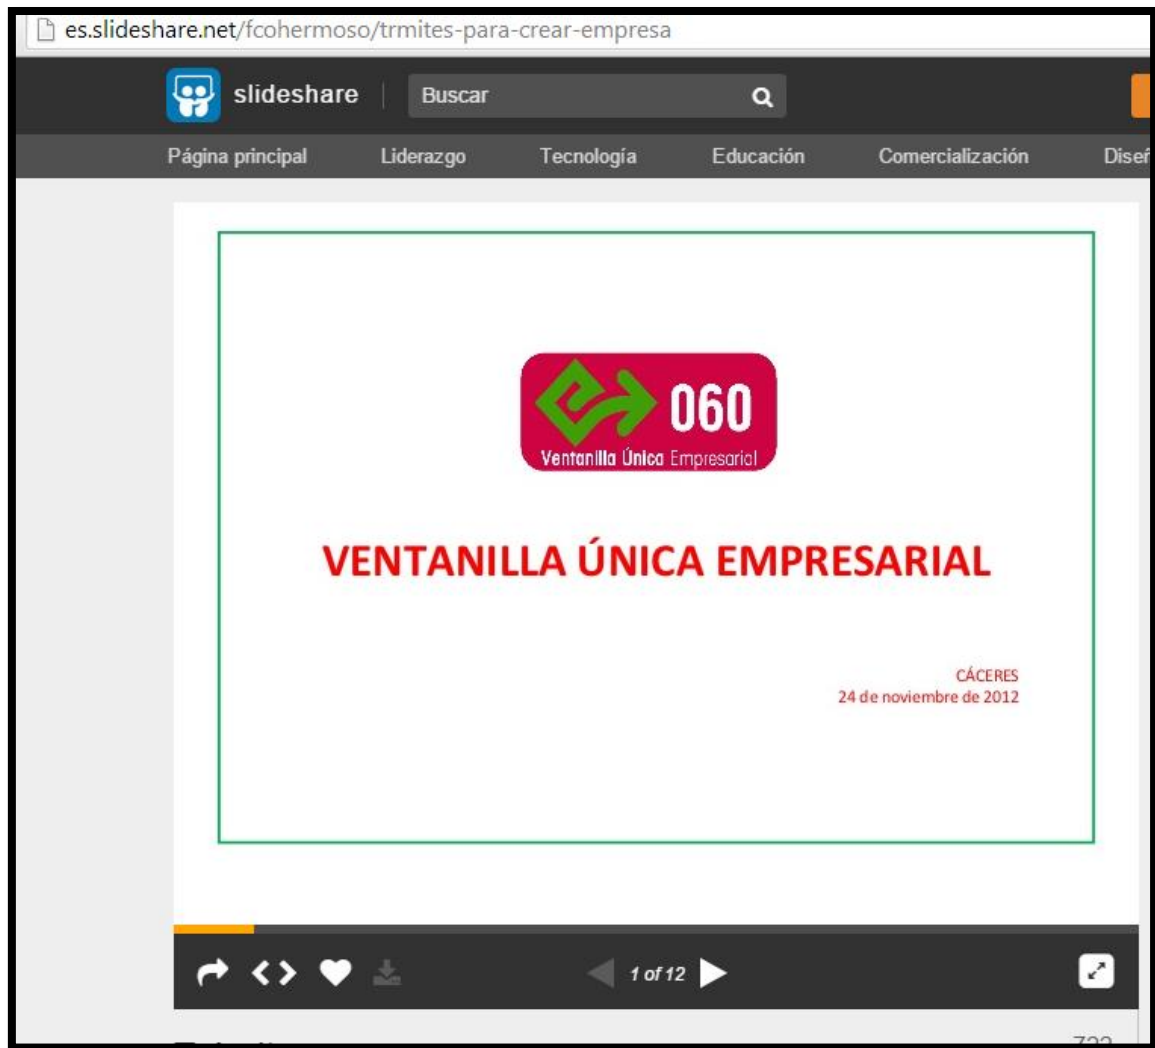 es.slideshare.net/fcohermoso/trmites-para-crear-empresa
slideshare Buscar
Página principal Liderazgo Tecnología Educación Comercialización
060
Ventanilla Única Empresarial
VENTANILLA ÚNICA EMPRESARIAL
CÁCERES
24 de noviembre de 2012
1 of 12